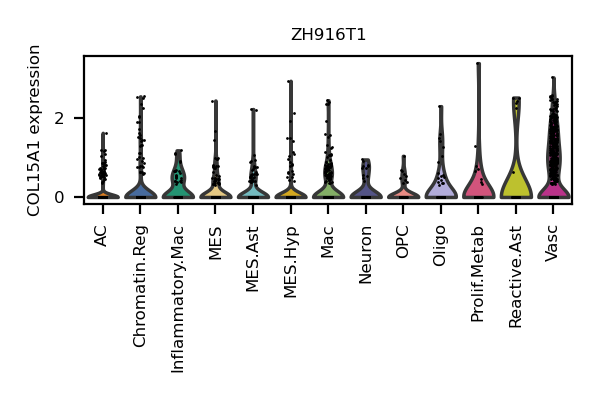 ZH916T1
COL15A1 expression
2
0
AC
Chromatin.Reg
Inflammatory.Mac
MES
MES.Ast
MES.Hyp
Mac
Neuron
OPC
Oligo
Prolif.Metab
Reactive.Ast
Vasc